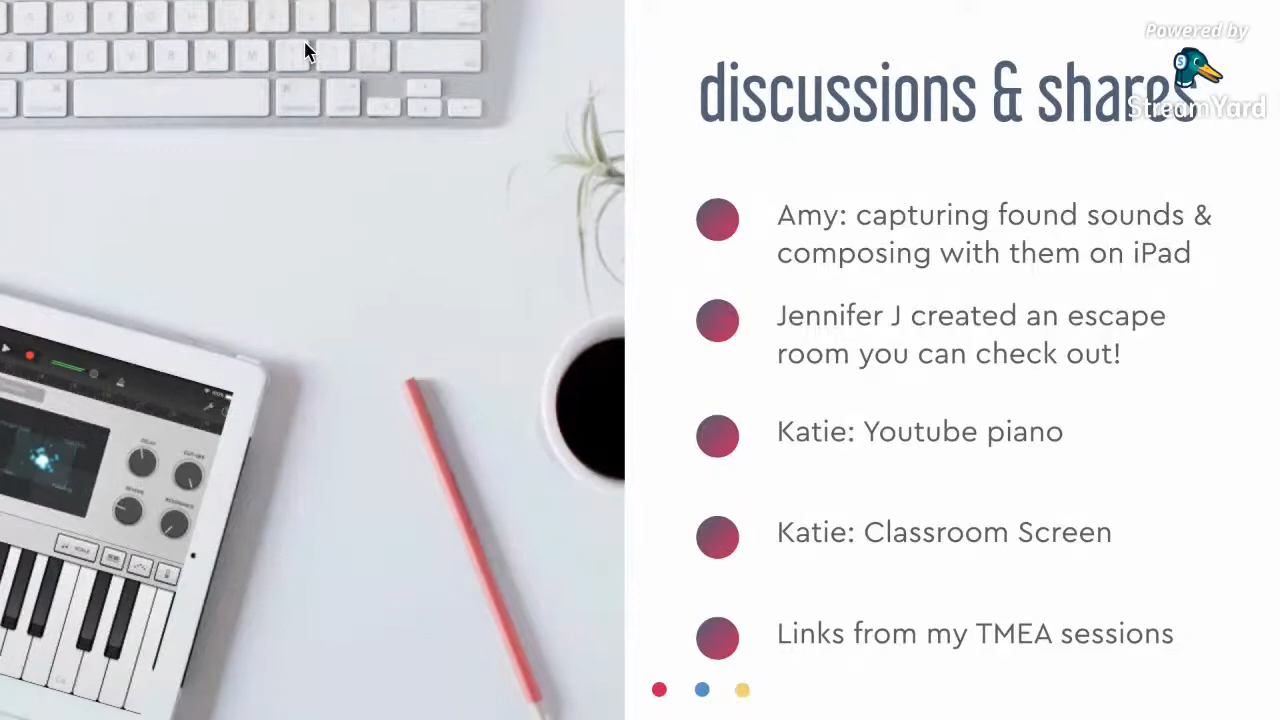 Powered by
StreamYard
discussions & shares
Amy: capturing found sounds &
composing with them on iPad
Jennifer J created an escape
room you can check out!
Katie: Youtube piano
Katie: Classroom Screen
Links from my TMEA sessions